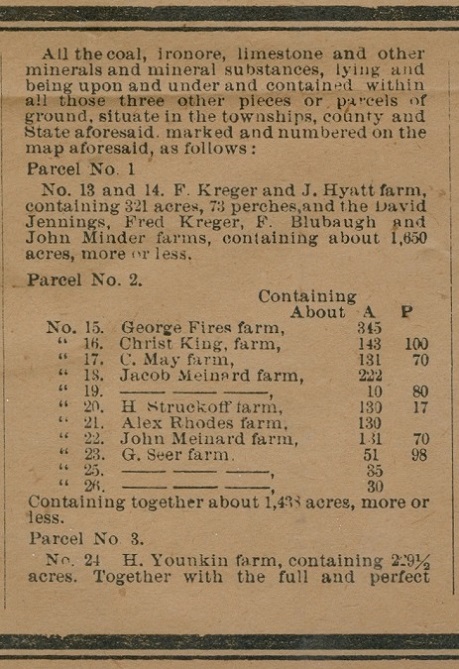 All the coal, ironore, limestone and other
minerals and mineral substances, lying and
being upon and under and contained within
all those three other pieces or parcels of
ground, situate in the townships, county and
State aforesaid. marked and numbered on the
map aforesaid, as follows:
Parcel No. 1
No. 13 and 14. F. Kreger and J. Hyatt farm,
containing 321 acres, 73 perches,and the David
Jennings, Fred Kreger, F. Blubaugh and
John Minder farms, containing about 1,650
acres, more or less.
Parcel No. 2.
Containing
About A P
No. 15. George Fires farm, 345
“ 16. Christ King, farm, 143 100
“ 17. C. May farm, 131 70
“ 18. Jacob Meinard farm, 222
“ 19. — — —, 10 80
“ 20. H Struckoff farm, 139 17
“ 21. Alex Rhodes farm, 130
“ 22. John Meinard farm, 131 70
“ 23. G. Seer farm. 51 98
“ 25. — — —, 35
“ 26. — — —, 30
Containing together about acres, more or
less.
Parcel No. 3.
No. 24 H. Younkin farm, containing
acres. Together with the full and perfect